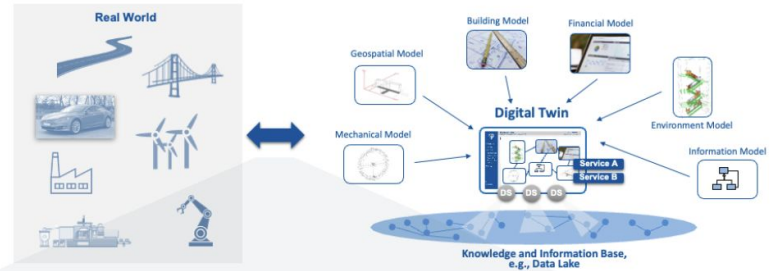 Real World
Building Model
Financial Model
Geospatial Model
Digital Twin
Environment Model
Mechanical Model
Information Model
Service A
Service B
DS DS DS
Knowledge and Information Base,
e.g., Data Lake